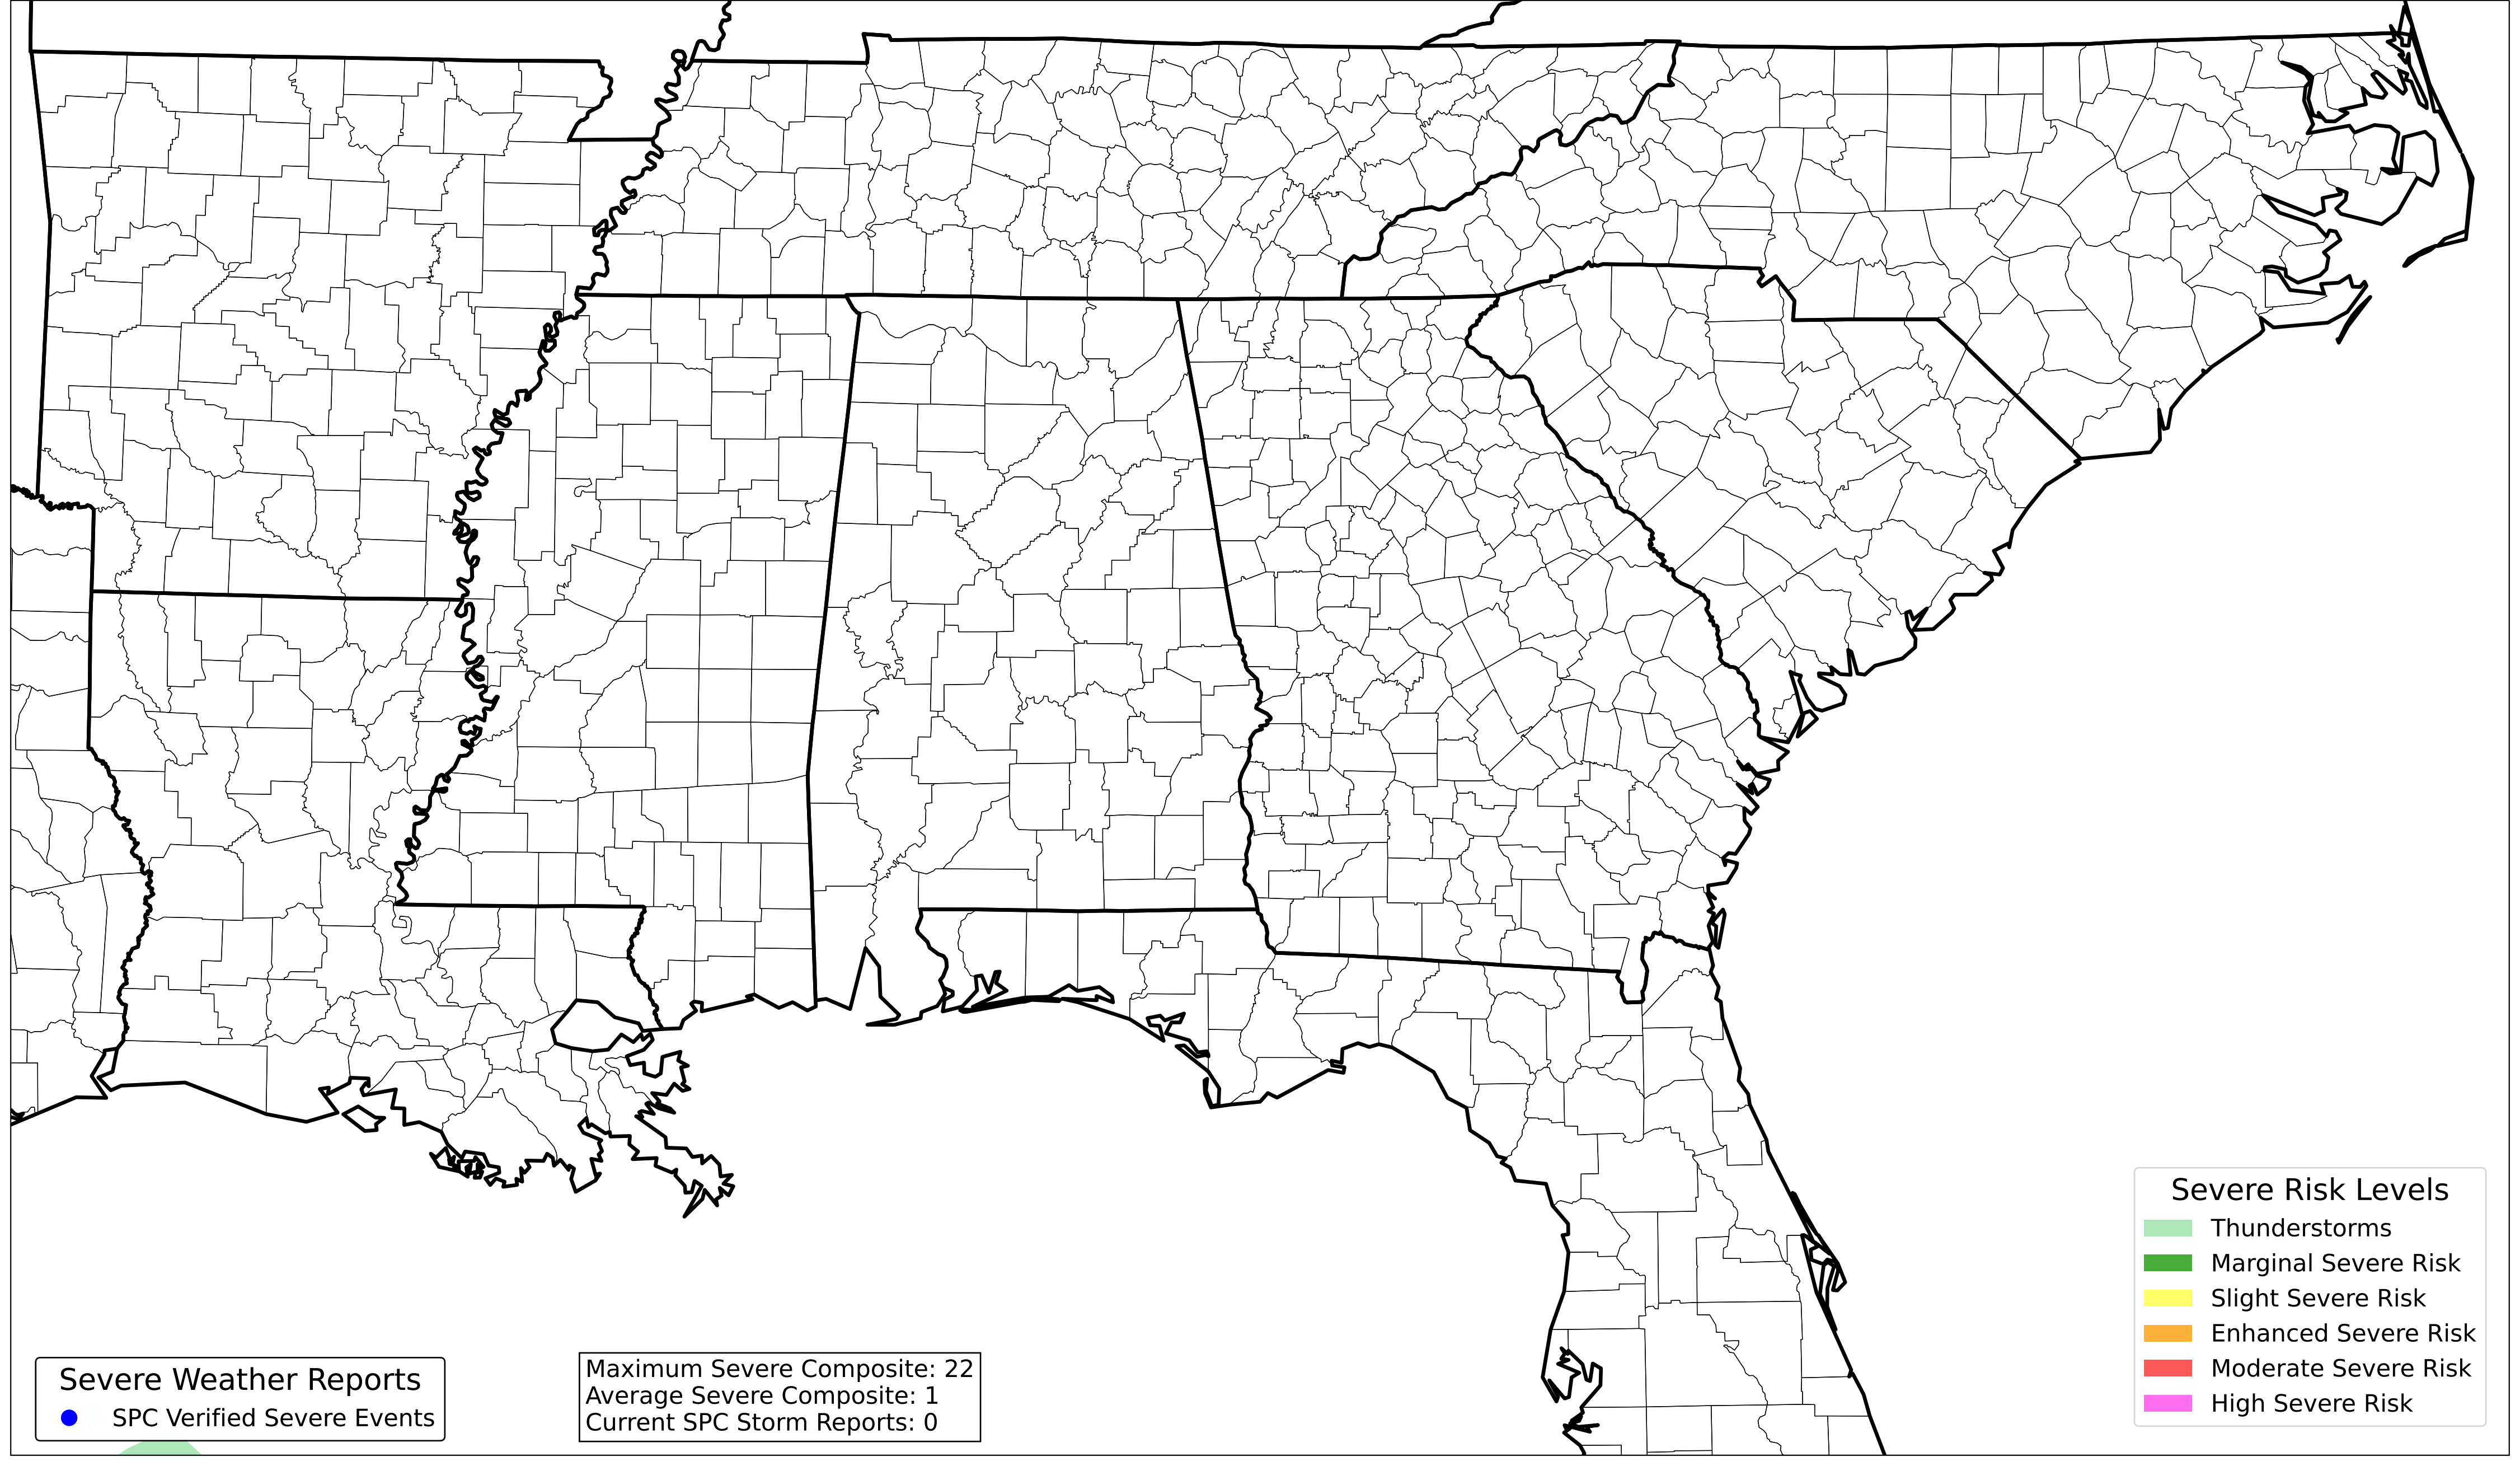 Severe Risk Levels
Thunderstorms
Marginal Severe Risk
Slight Severe Risk
Enhanced Severe Risk
Moderate Severe Risk
High Severe Risk
Severe Weather Reports
SPC Verified Severe Events
Maximum Severe Composite: 22
Average Severe Composite: 1
Current SPC Storm Reports: 0